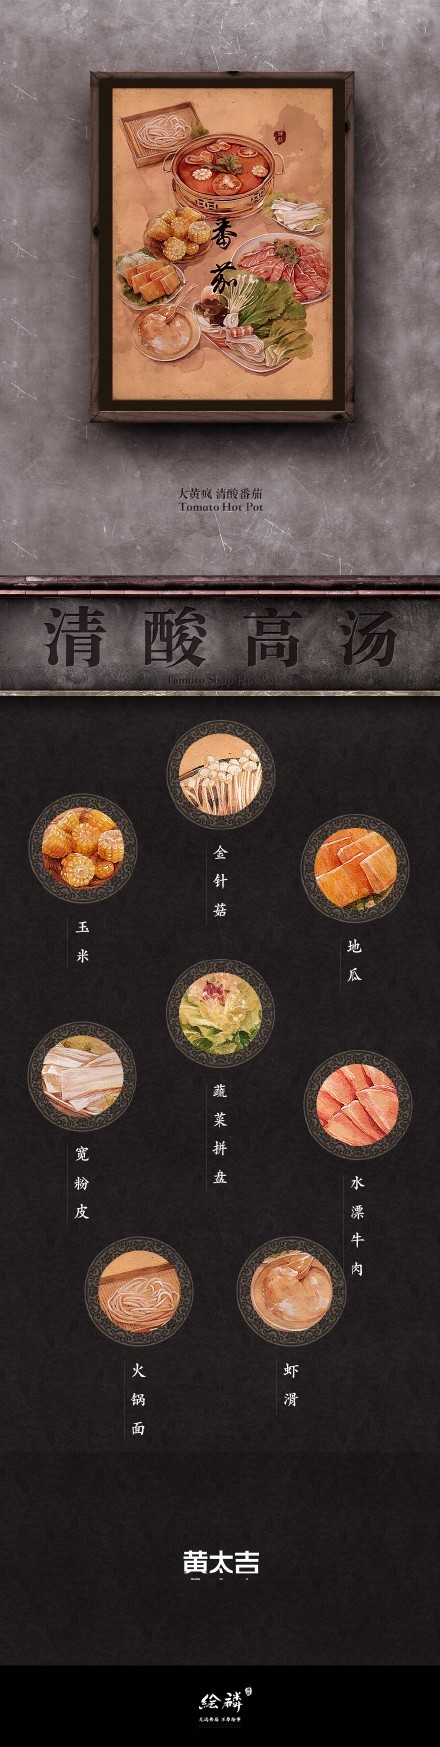 番茄
大黄疯 清酸番茄
Tomato Hot Pot
清酸高汤
Tomato Soup Hot Pot
金针菇
玉米
地瓜
蔬菜拼盘
宽粉皮
水漂牛肉
火锅面
虾滑
黄太吉
绘麟